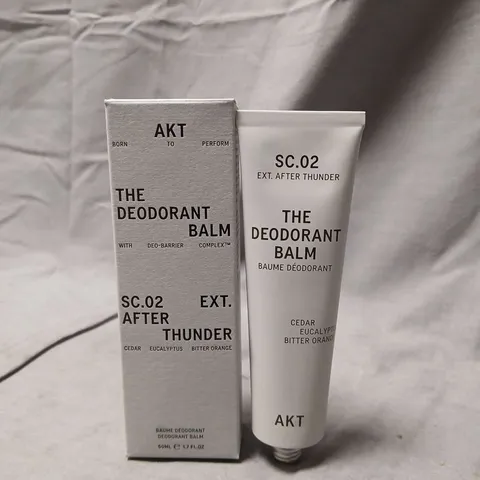 AKT
BORN TO PERFORM
THE
DEODORANT
BALM
WITH DEO-BARRIER COMPLEX™
SC.02 EXT.
AFTER
THUNDER
CEDAR EUCALYPTUS BITTER ORANGE
BAUME DÉODORANT
DEODORANT BALM
50ML ℮ 1.7 FL.OZ
SC.02
EXT. AFTER THUNDER
THE
DEODORANT
BALM
BAUME DÉODORANT
CEDAR
EUCALYPTUS
BITTER ORANGE
AKT